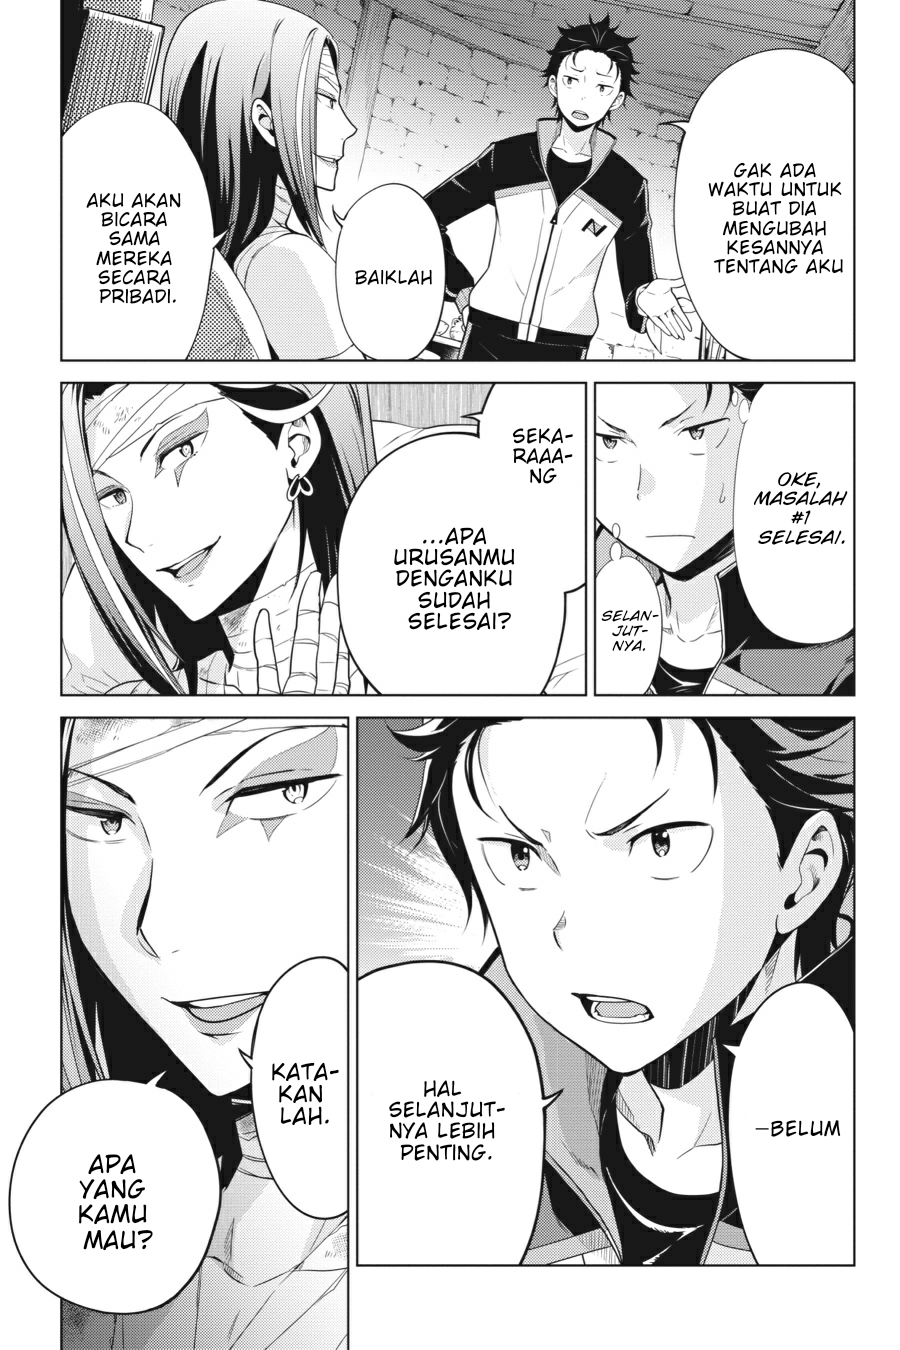 GAK ADA
WAKTU UNTUK
BUAT DIA
MENGUBAH
KESANNYA
TENTANG AKU
BAIKLAH
AKU AKAN
BICARA
SAMA
MEREKA
SECARA
PRIBADI.
N
OKE,
MASALAH
#1
SELESAI.
SELAN-
JUT-
NYA.
SEKA-
RAAA-
NG
...APA
URUSANMU
DENGANKU
SUDAH
SELESAI?
—BELUM
HAL
SELANJUT-
NYA LEBIH
PENTING.
KATA-
KAN
LAH.
APA
YANG
KAMU
MAU?